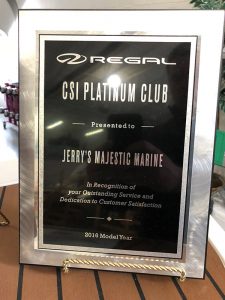 REGAL
CSI PLATINUM CLUB
Presented to
JERRY'S MAJESTIC MARINE
In Recognition of
your Outstanding Service and
Dedication to Customer Satisfaction
2016 Model Year